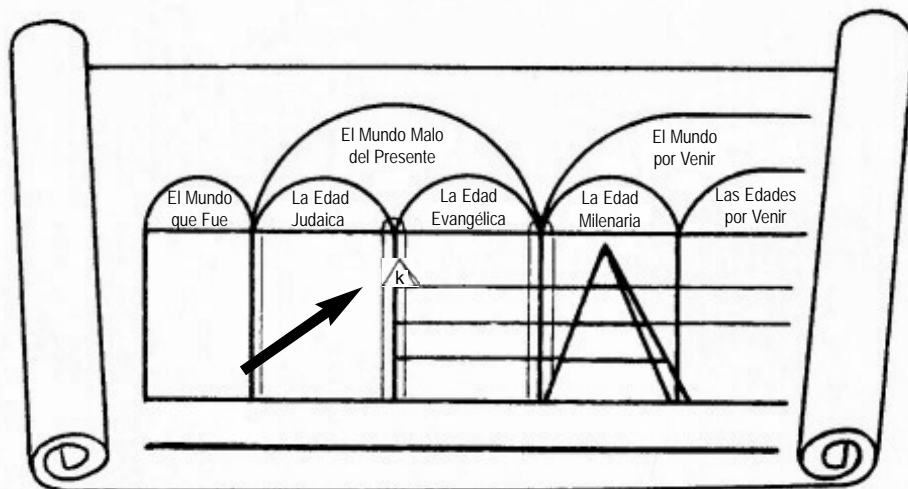 El Mundo Malo
del Presente
El Mundo
por Venir
El Mundo
que Fue
La Edad
Judaica
La Edad
Evangélica
La Edad
Milenaria
Las Edades
por Venir
k